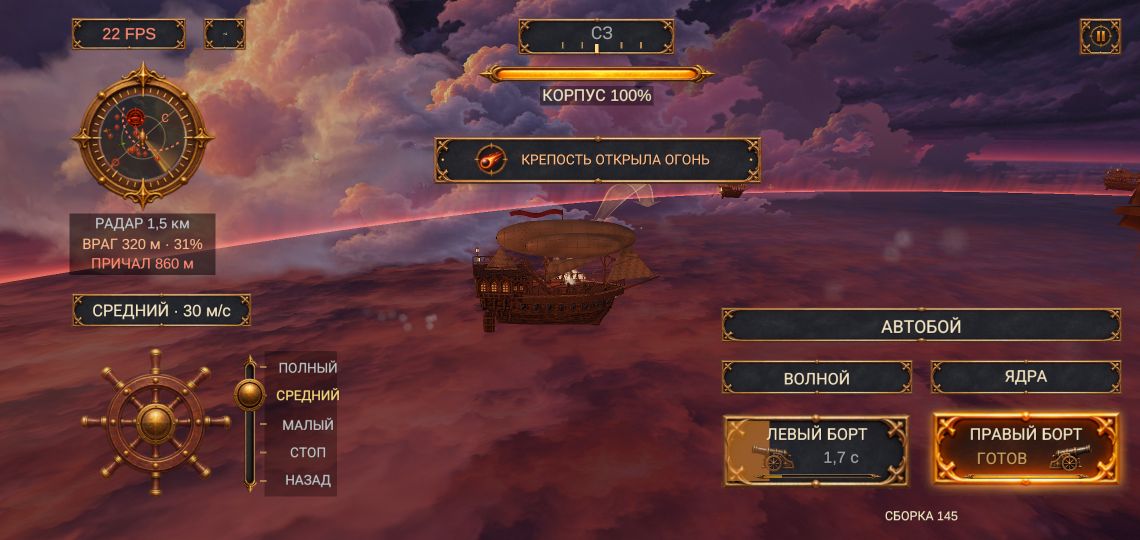 22 FPS
СЗ
КОРПУС 100%
КРЕПОСТЬ ОТКРЫЛА ОГОНЬ
С
РАДАР 1,5 км
ВРАГ 320 м · 31%
ПРИЧАЛ 860 м
СРЕДНИЙ · 30 м/с
ПОЛНЫЙ
СРЕДНИЙ
МАЛЫЙ
СТОП
НАЗАД
АВТОБОЙ
ВОЛНОЙ
ЯДРА
ЛЕВЫЙ БОРТ
1,7 с
ПРАВЫЙ БОРТ
ГОТОВ
СБОРКА 145